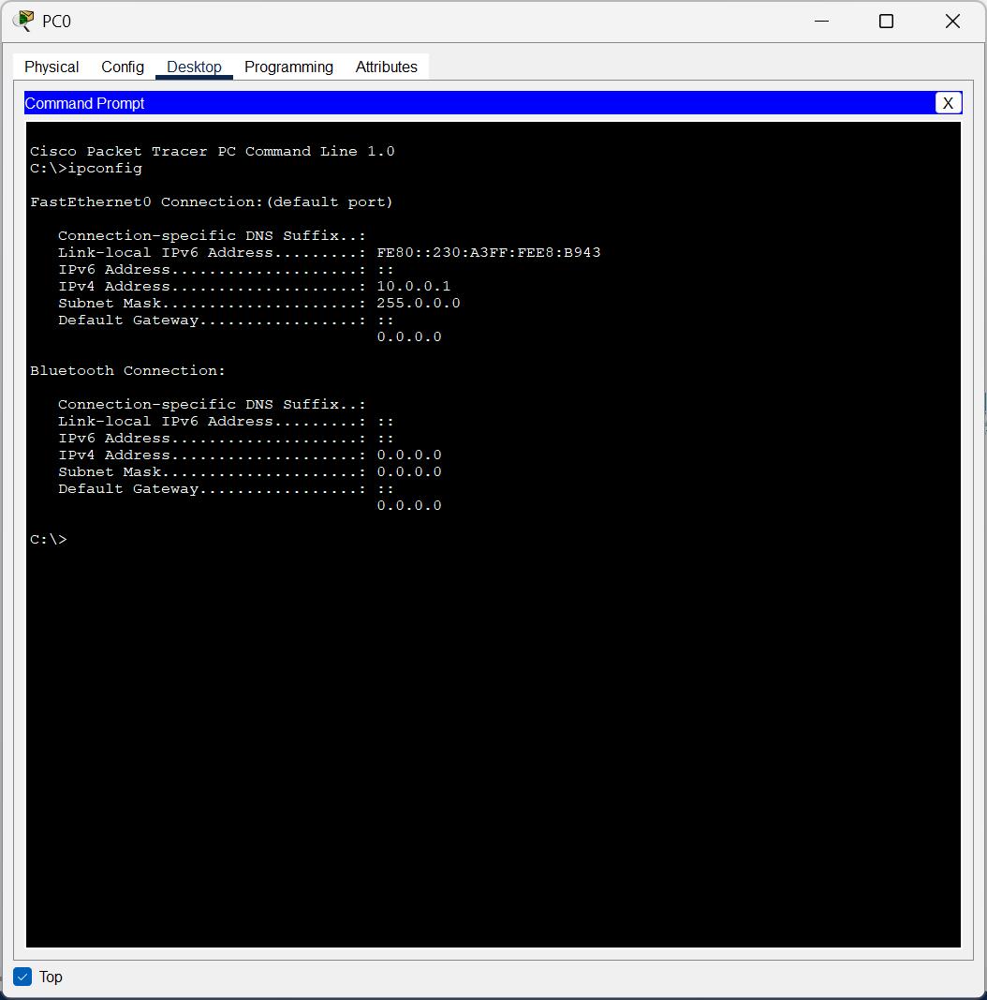 PC0
Physical Config Desktop Programming Attributes
Command Prompt X
Cisco Packet Tracer PC Command Line 1.0
C:\>ipconfig
FastEthernet0 Connection:(default port)
Connection-specific DNS Suffix..:
Link-local IPv6 Address.........: FE80::230:A3FF:FEE8:B943
IPv6 Address....................: ::
IPv4 Address....................: 10.0.0.1
Subnet Mask.....................: 255.0.0.0
Default Gateway.................: ::
0.0.0.0
Bluetooth Connection:
Connection-specific DNS Suffix..:
Link-local IPv6 Address.........: ::
IPv6 Address....................: ::
IPv4 Address....................: 0.0.0.0
Subnet Mask.....................: 0.0.0.0
Default Gateway.................: ::
0.0.0.0
C:\>
Top